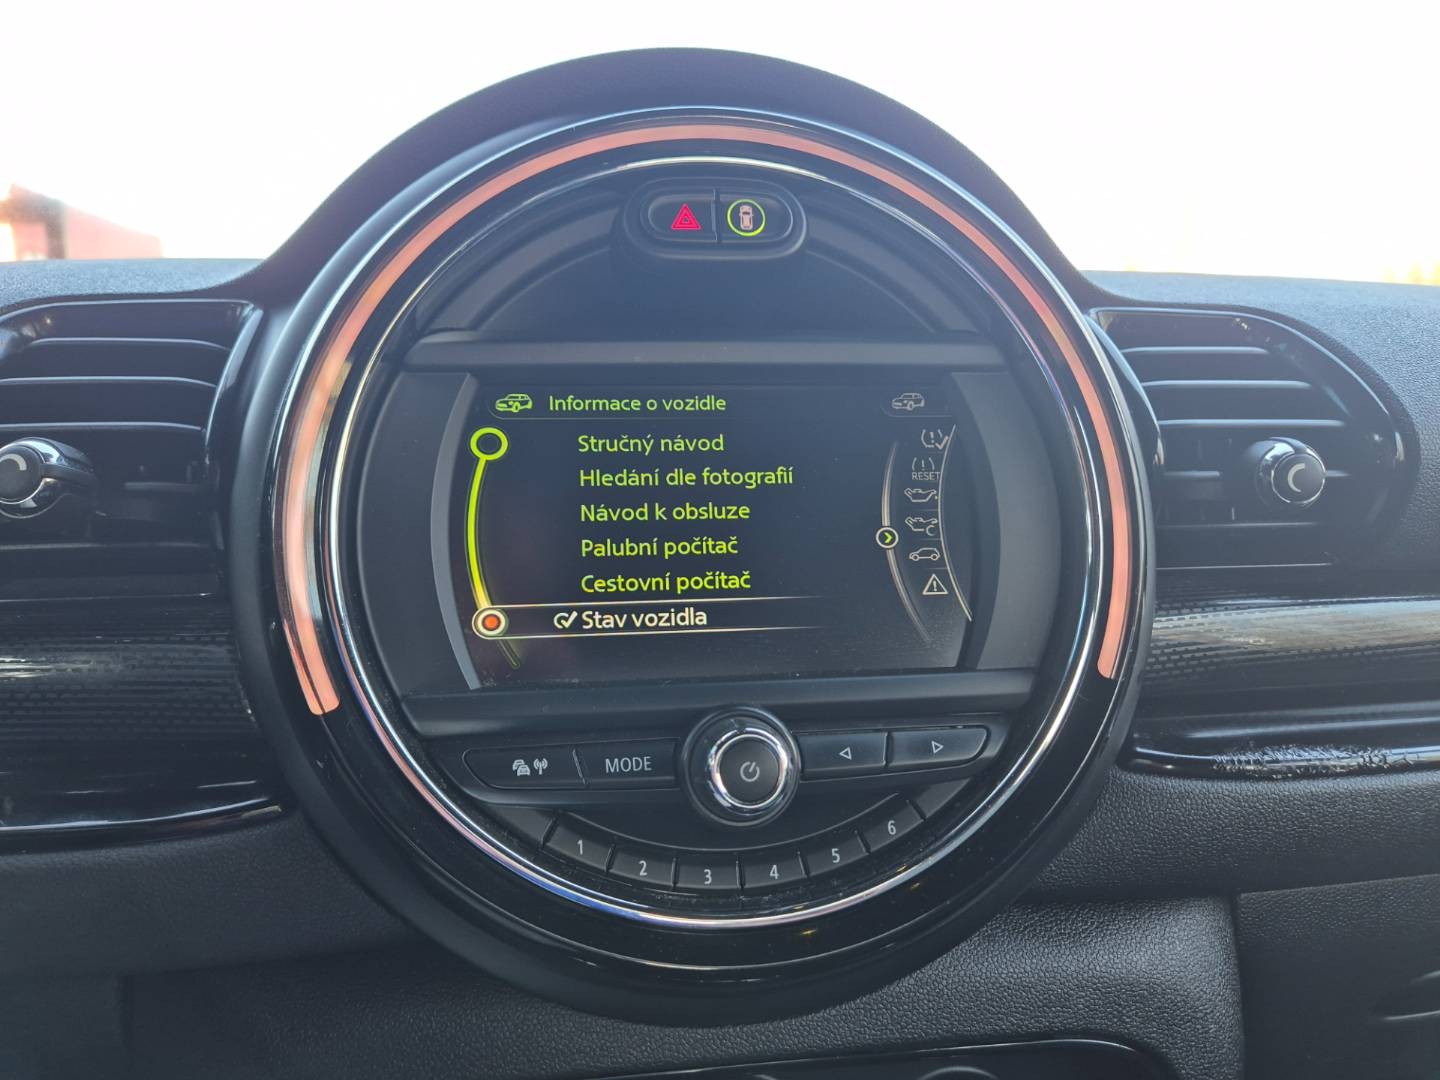 Informace o vozidle
Stručný návod
Hledání dle fotografií
Návod k obsluze
Palubní počítač
Cestovní počítač
Stav vozidla
RESET
MODE
1 2 3 4 5 6